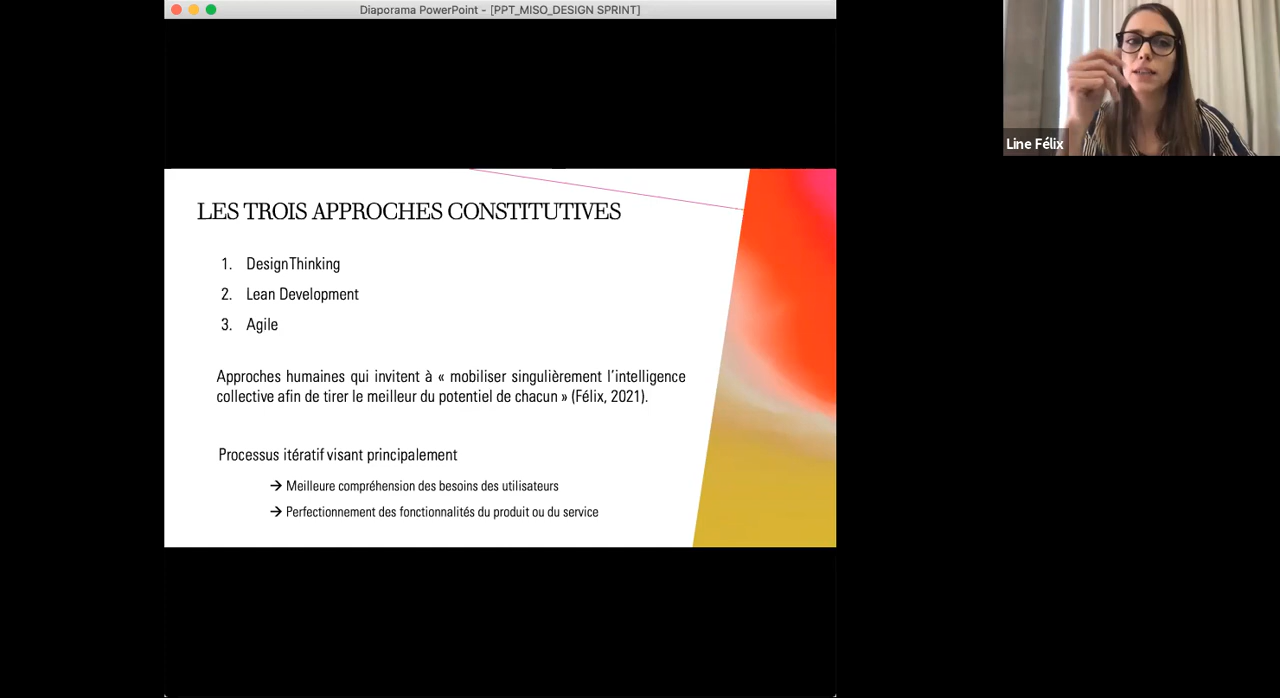 Diaporama PowerPoint - [PPT_MISO_DESIGN SPRINT]
Line Félix
LES TROIS APPROCHES CONSTITUTIVES
1. Design Thinking
2. Lean Development
3. Agile
Approches humaines qui invitent à « mobiliser singulièrement l’intelligence
collective afin de tirer le meilleur du potentiel de chacun » (Félix, 2021).
Processus itératif visant principalement
→ Meilleure compréhension des besoins des utilisateurs
→ Perfectionnement des fonctionnalités du produit ou du service